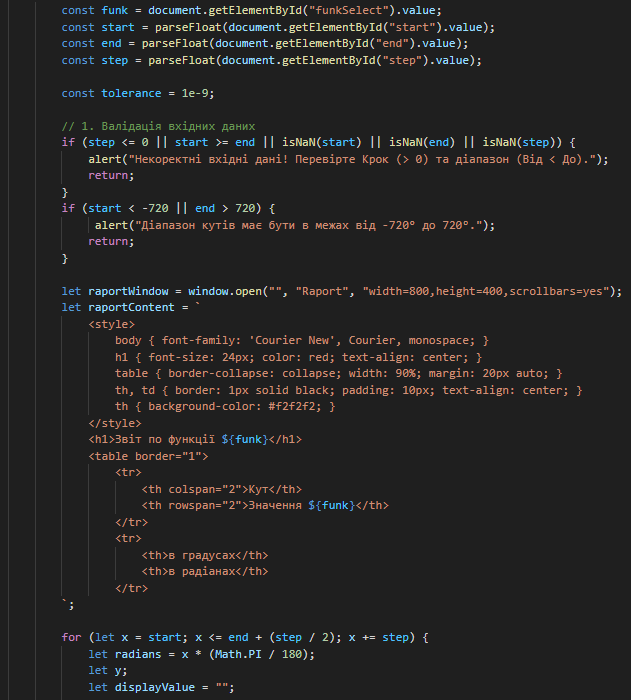 const funk = document.getElementById("funkSelect").value;
const start = parseFloat(document.getElementById("start").value);
const end = parseFloat(document.getElementById("end").value);
const step = parseFloat(document.getElementById("step").value);
const tolerance = 1e-9;
// 1. Валідація вхідних даних
if (step <= 0 || start >= end || isNaN(start) || isNaN(end) || isNaN(step)) {
alert("Некоректні вхідні дані! Перевірте Крок (> 0) та діапазон (Від < До).");
return;
}
if (start < -720 || end > 720) {
alert("Діапазон кутів має бути в межах від -720° до 720°.");
return;
}
let raportWindow = window.open("", "Raport", "width=800,height=400,scrollbars=yes");
let raportContent = `
<style>
body { font-family: 'Courier New', Courier, monospace; }
h1 { font-size: 24px; color: red; text-align: center; }
table { border-collapse: collapse; width: 90%; margin: 20px auto; }
th, td { border: 1px solid black; padding: 10px; text-align: center; }
th { background-color: #f2f2f2; }
</style>
<h1>Звіт по функції ${funk}</h1>
<table border="1">
<tr>
<th colspan="2">Кут</th>
<th rowspan="2">Значення ${funk}</th>
</tr>
<tr>
<th>в градусах</th>
<th>в радіанах</th>
</tr>
`;
for (let x = start; x <= end + (step / 2); x += step) {
let radians = x * (Math.PI / 180);
let y;
let displayValue = "";